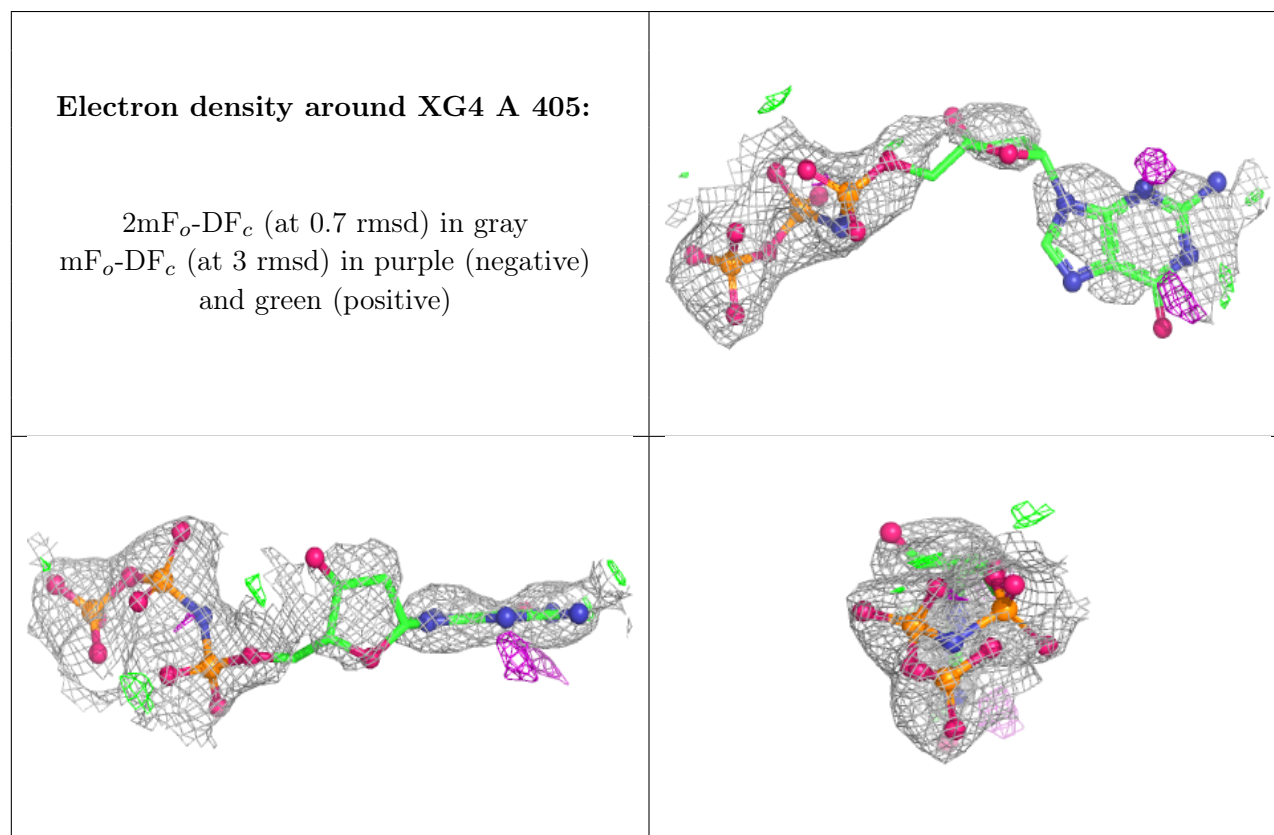 Electron density around XG4 A 405:
2mFo-DFc (at 0.7 rmsd) in gray
mFo-DFc (at 3 rmsd) in purple (negative)
and green (positive)